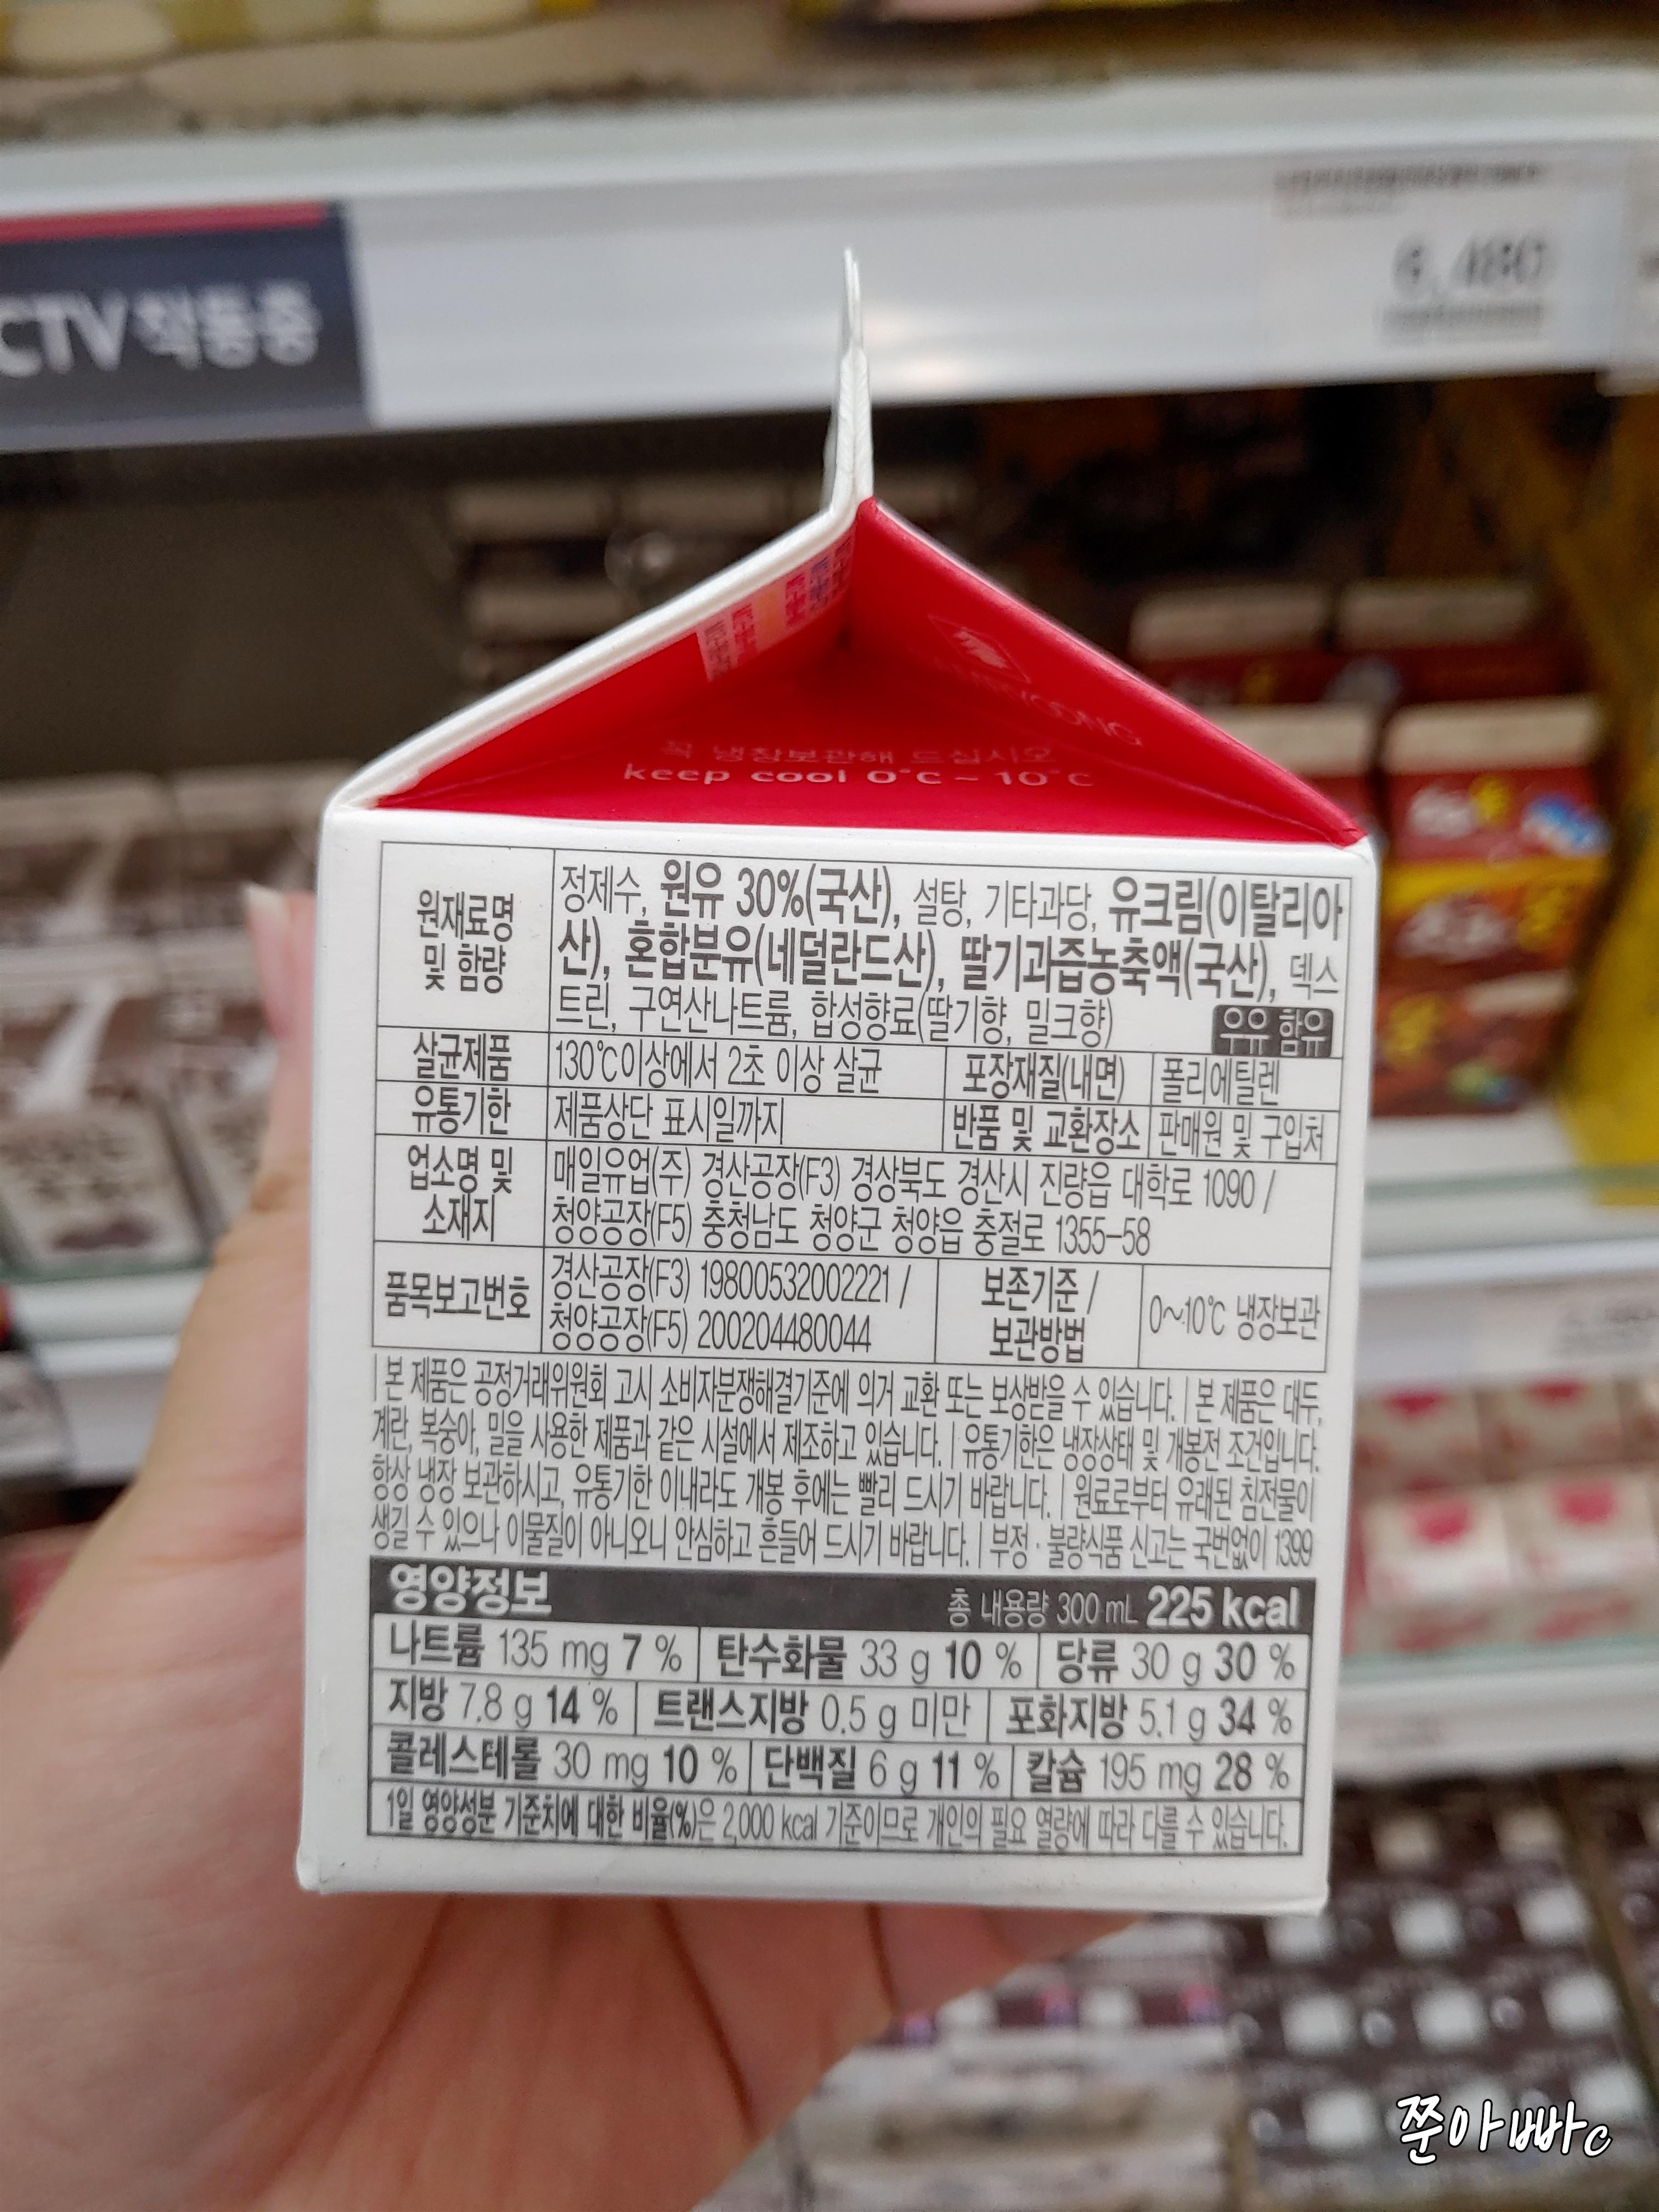 CTV 작동중
6,480
꼭 냉장보관해 드십시오
keep cool 0°C ~ 10°C
원재료명 및 함량
정제수, 원유 30%(국산), 설탕, 기타과당, 유크림(이탈리아
산), 혼합분유(네덜란드산), 딸기과즙농축액(국산), 덱스
트린, 구연산나트륨, 합성향료(딸기향, 밀크향) 우유 함유
살균제품 130℃이상에서 2초 이상 살균 포장재질(내면) 폴리에틸렌
유통기한 제품상단 표시일까지 반품 및 교환장소 판매원 및 구입처
업소명 및 소재지
매일유업(주) 경산공장(F3) 경상북도 경산시 진량읍 대학로 1090 /
청양공장(F5) 충청남도 청양군 청양읍 충절로 1355-58
품목보고번호
경산공장(F3) 19800532002221 /
청양공장(F5) 200204480044
보존기준 /
보관방법
0~10℃ 냉장보관
| 본 제품은 공정거래위원회 고시 소비자분쟁해결기준에 의거 교환 또는 보상받을 수 있습니다. | 본 제품은 대두,
계란, 복숭아, 밀을 사용한 제품과 같은 시설에서 제조하고 있습니다. | 유통기한은 냉장상태 및 개봉전 조건입니다.
항상 냉장 보관하시고, 유통기한 이내라도 개봉 후에는 빨리 드시기 바랍니다. | 원료로부터 유래된 침전물이
생길 수 있으나 이물질이 아니오니 안심하고 흔들어 드시기 바랍니다. | 부정·불량식품 신고는 국번없이 1399
영양정보 총 내용량 300 mL 225 kcal
나트륨 135 mg 7 % | 탄수화물 33 g 10 % | 당류 30 g 30 %
지방 7.8 g 14 % | 트랜스지방 0.5 g 미만 | 포화지방 5.1 g 34 %
콜레스테롤 30 mg 10 % | 단백질 6 g 11 % | 칼슘 195 mg 28 %
1일 영양성분 기준치에 대한 비율(%)은 2,000 kcal 기준이므로 개인의 필요 열량에 따라 다를 수 있습니다.
쭌아빠c